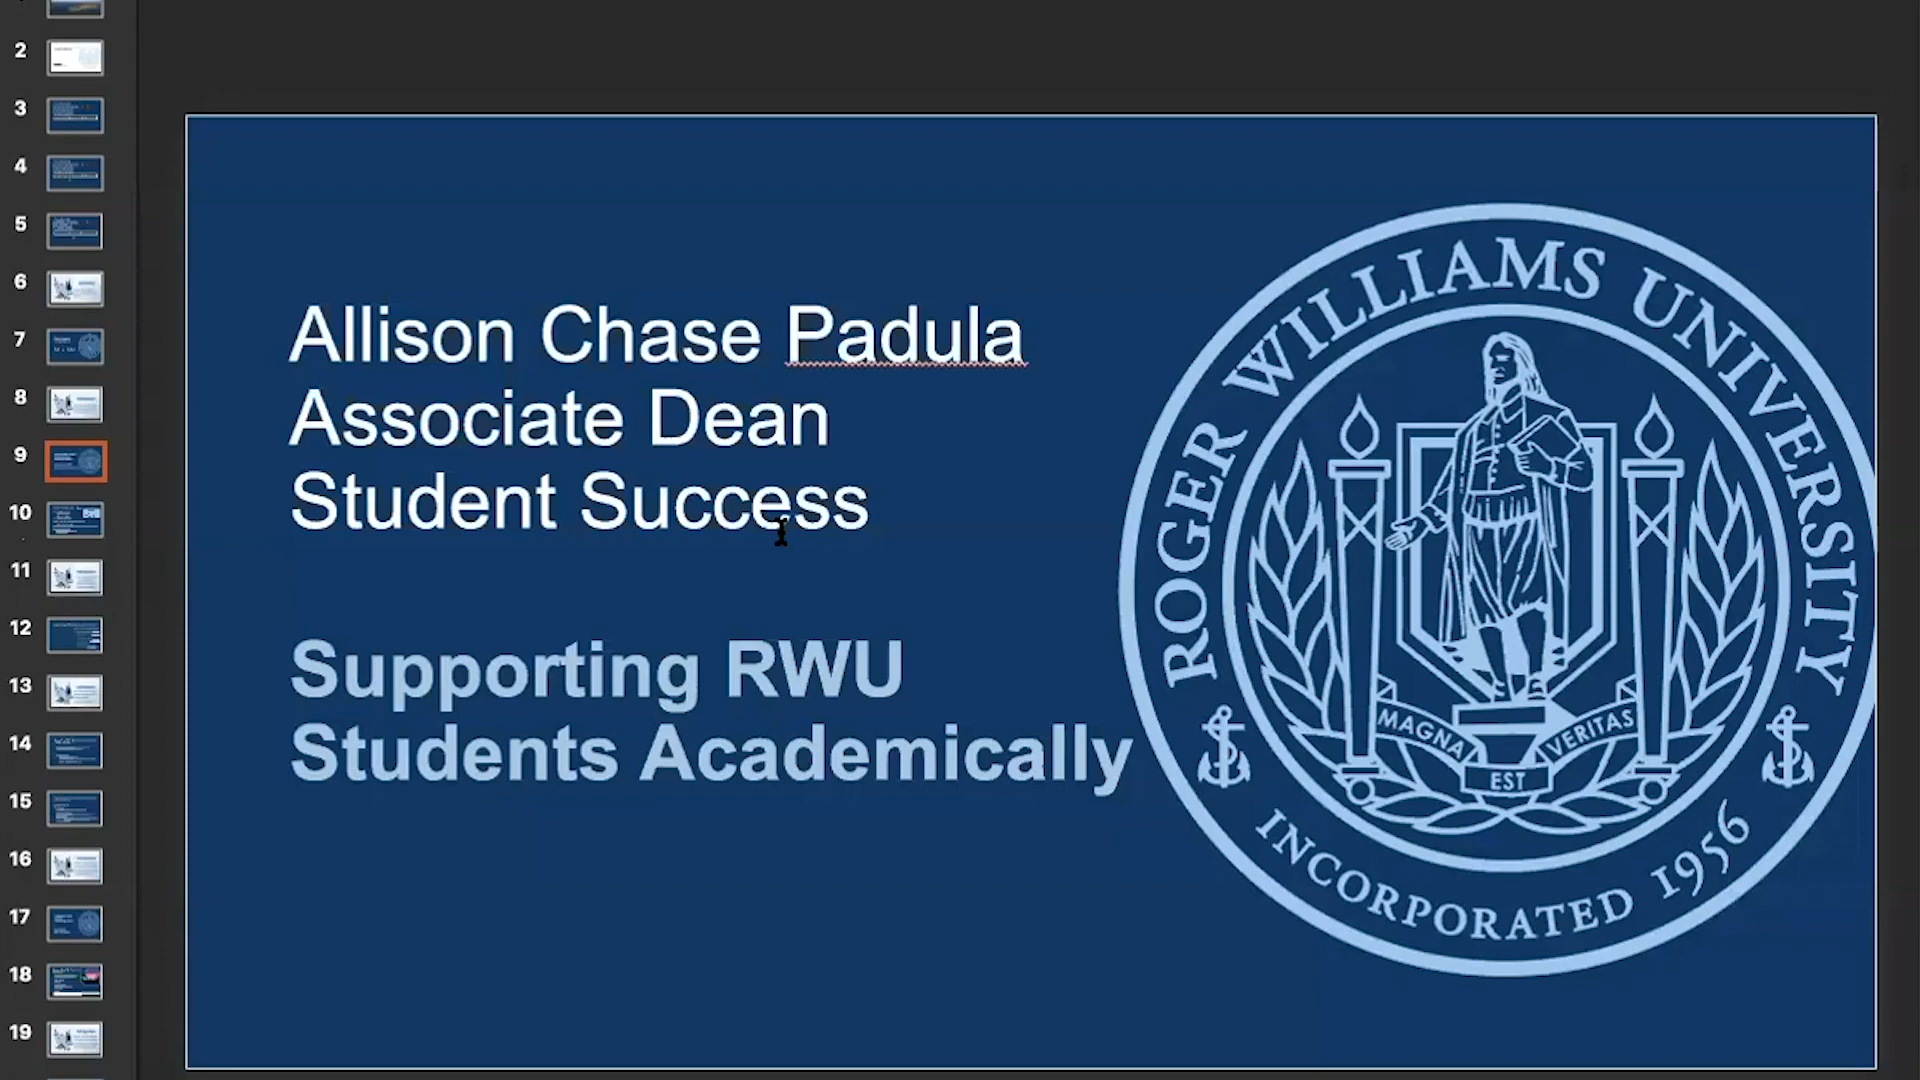 2
3
4
5
6
7
8
9
10
11
12
13
14
15
16
17
18
19
Allison Chase Padula
Associate Dean
Student Success
Supporting RWU
Students Academically
ROGER WILLIAMS UNIVERSITY
MAGNA EST VERITAS
INCORPORATED 1956